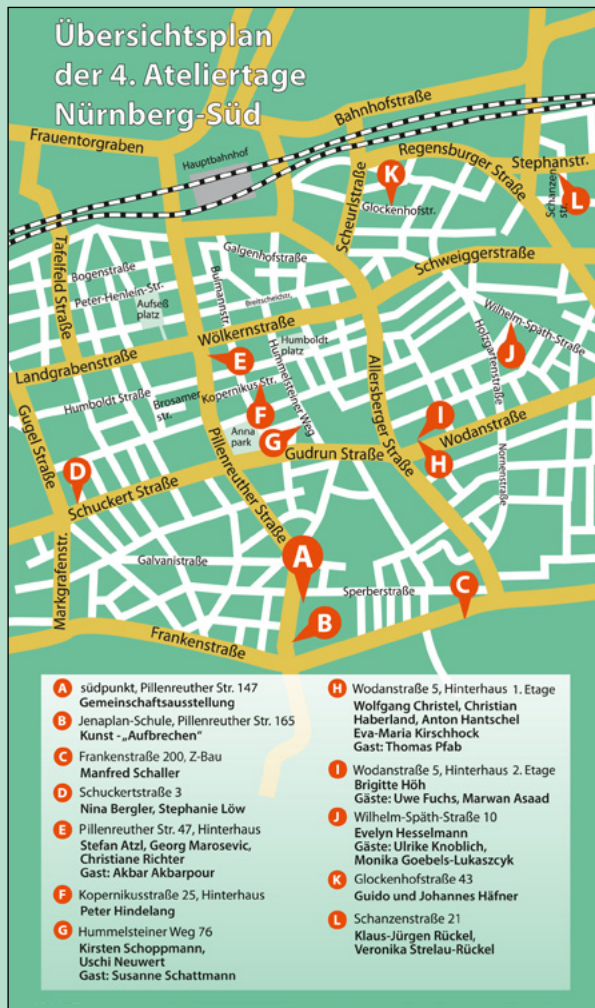 Übersichtsplan
der 4. Ateliertage
Nürnberg-Süd
Bahnhofstraße
Frauentorgraben
Hauptbahnhof
Regensburger Straße
Stephanstr.
K
L
Schanzen
str.
Scheurlstraße
Glockenhofstr.
Tafelfeld Straße
Galgenhofstraße
Schweiggerstraße
Bogenstraße
Bulmannstr.
Peter-Henlein-Str.
Breitscheidstr.
Aufseß
platz
Wilhelm-Späth-Straße
Wölkernstraße
Holzgartenstraße
Humboldt
platz
J
E
Landgrabenstraße
Hummelsteiner Weg
Allersberger Straße
Kopernikus Str.
Humboldt Straße
Brosamer
str.
F
I
Gugel Straße
Anna
park
G
Wodanstraße
Gudrun Straße
H
D
Nornenstraße
Pillenreuther Straße
Schuckert Straße
A
Galvanistraße
Sperberstraße
C
Markgrafenstr.
B
Frankenstraße
A südpunkt, Pillenreuther Str. 147
Gemeinschaftsausstellung
B Jenaplan-Schule, Pillenreuther Str. 165
Kunst - „Aufbrechen“
C Frankenstraße 200, Z-Bau
Manfred Schaller
D Schuckertstraße 3
Nina Bergler, Stephanie Löw
E Pillenreuther Str. 47, Hinterhaus
Stefan Atzl, Georg Marosevic,
Christiane Richter
Gast: Akbar Akbarpour
F Kopernikusstraße 25, Hinterhaus
Peter Hindelang
G Hummelsteiner Weg 76
Kirsten Schoppmann,
Uschi Neuwert
Gast: Susanne Schattmann
H Wodanstraße 5, Hinterhaus 1. Etage
Wolfgang Christel, Christian
Haberland, Anton Hantschel
Eva-Maria Kirschhock
Gast: Thomas Pfab
I Wodanstraße 5, Hinterhaus 2. Etage
Brigitte Höh
Gäste: Uwe Fuchs, Marwan Asaad
J Wilhelm-Späth-Straße 10
Evelyn Hesselmann
Gäste: Ulrike Knoblich,
Monika Goebels-Lukaszcyk
K Glockenhofstraße 43
Guido und Johannes Häfner
L Schanzenstraße 21
Klaus-Jürgen Rückel,
Veronika Strelau-Rückel